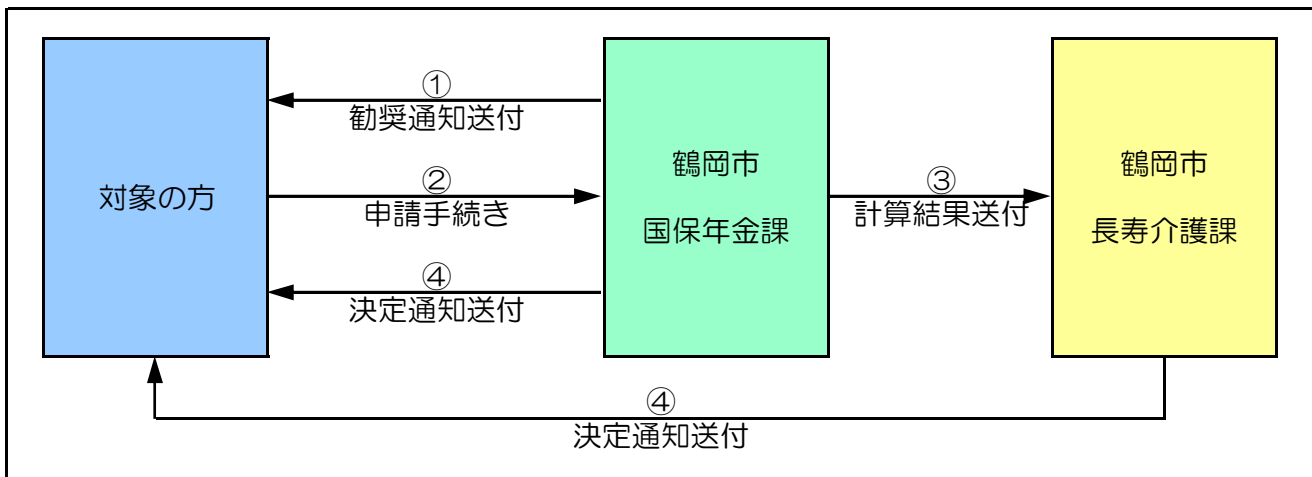 ①
勧奨通知送付
対象の方
②
申請手続き
④
決定通知送付
鶴岡市
国保年金課
③
計算結果送付
鶴岡市
長寿介護課
④
決定通知送付